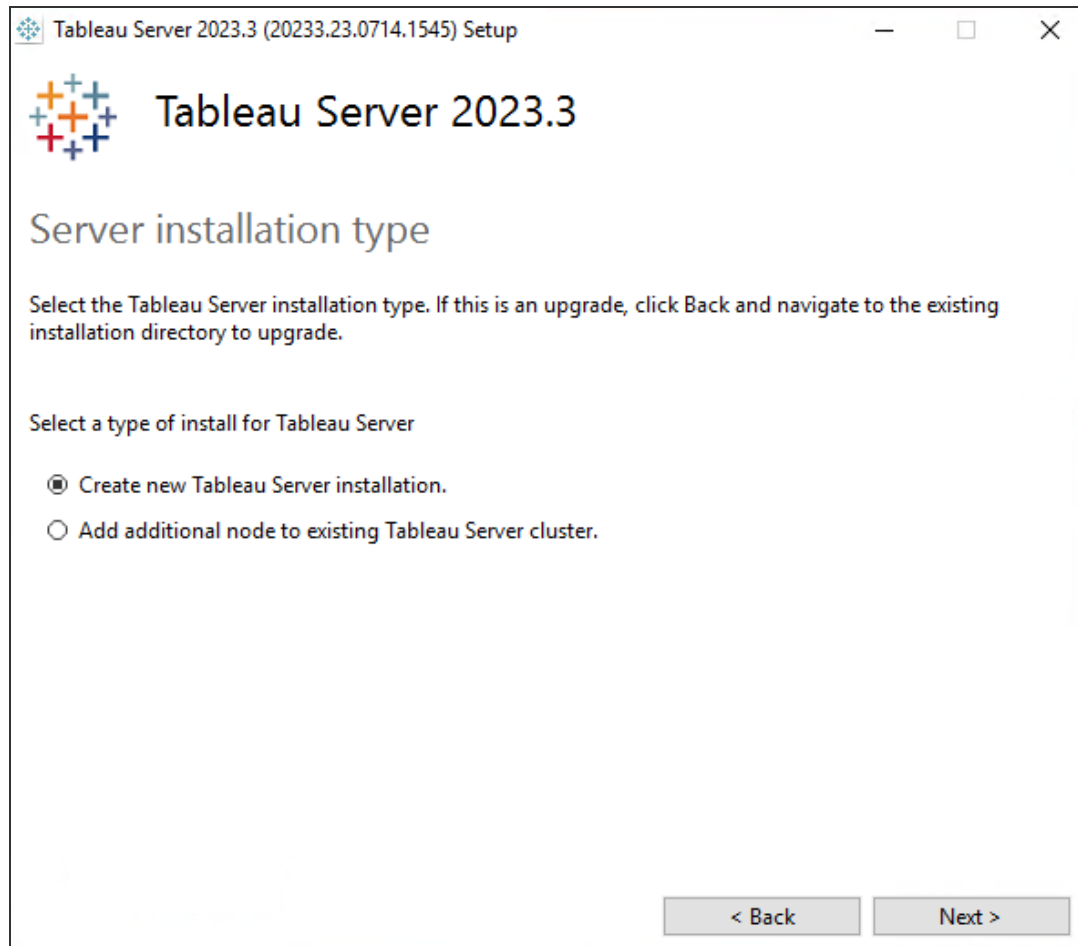 Tableau Server 2023.3 (20233.23.0714.1545) Setup
Tableau Server 2023.3
Server installation type
Select the Tableau Server installation type. If this is an upgrade, click Back and navigate to the existing
installation directory to upgrade.
Select a type of install for Tableau Server
Create new Tableau Server installation.
Add additional node to existing Tableau Server cluster.
< Back
Next >